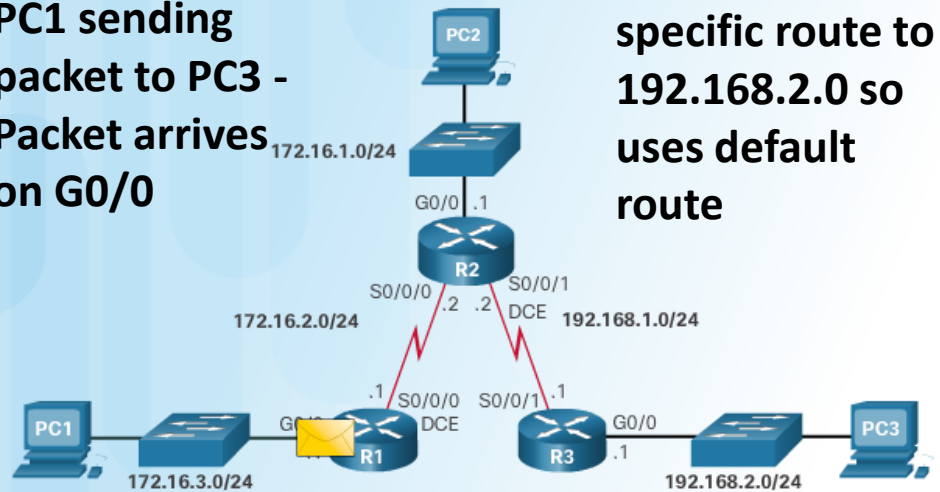 PC1 sending
packet to PC3 -
Packet arrives
on G0/0
specific route to
192.168.2.0 so
uses default
route
PC2
172.16.1.0/24
G0/0 .1
R2
S0/0/0
.2 .2
S0/0/1
DCE
172.16.2.0/24
192.168.1.0/24
.1
S0/0/0
DCE
S0/0/1
.1
PC1
R1
R3
G0/0
.1
PC3
172.16.3.0/24
192.168.2.0/24